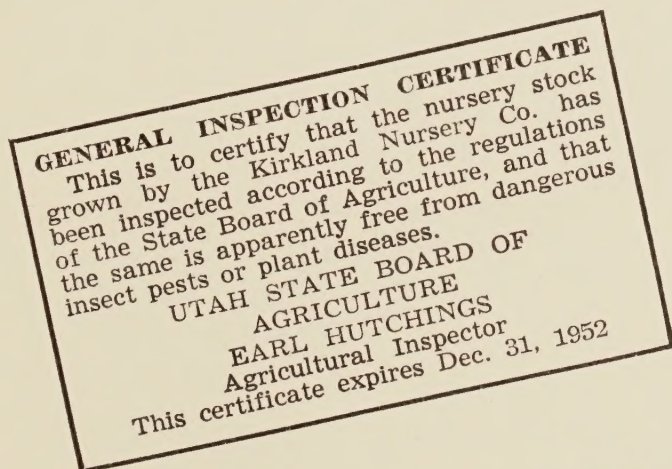 GENERAL INSPECTION CERTIFICATE
This is to certify that the nursery stock
grown by the Kirkland Nursery Co. has
been inspected according to the regulations
of the State Board of Agriculture, and that
the same is apparently free from dangerous
insect pests or plant diseases.
UTAH STATE BOARD OF
AGRICULTURE
EARL HUTCHINGS
Agricultural Inspector
This certificate expires Dec. 31, 1952